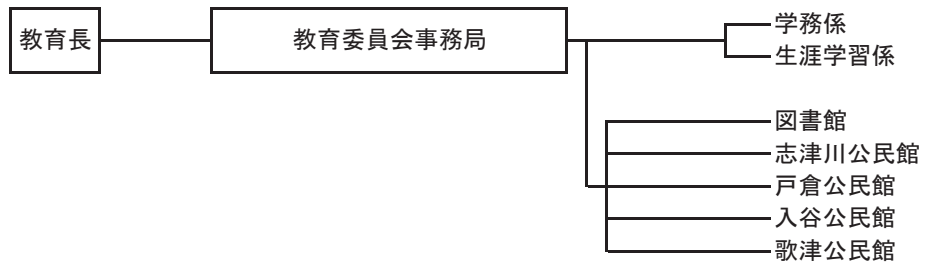 教育長
教育委員会事務局
学務係
生涯学習係
図書館
志津川公民館
戸倉公民館
入谷公民館
歌津公民館